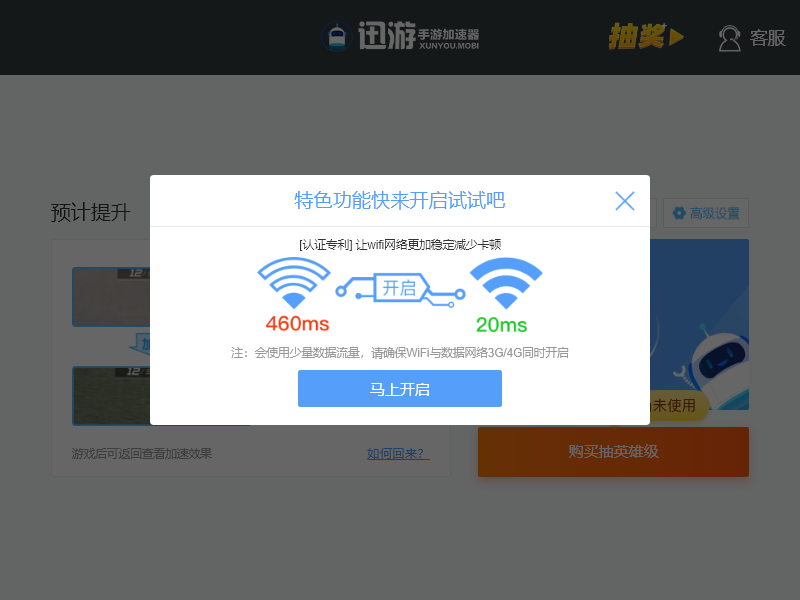 迅游手游加速器
XUNYOU.MOBI
抽奖
客服
特色功能快来开启试试吧
预计提升
高级设置
[认证专利] 让wifi网络更加稳定减少卡顿
开启
460ms
20ms
注：会使用少量数据流量，请确保WiFi与数据网络3G/4G同时开启
马上开启
未使用
游戏后可返回查看加速效果
如何回来?
购买抽英雄级